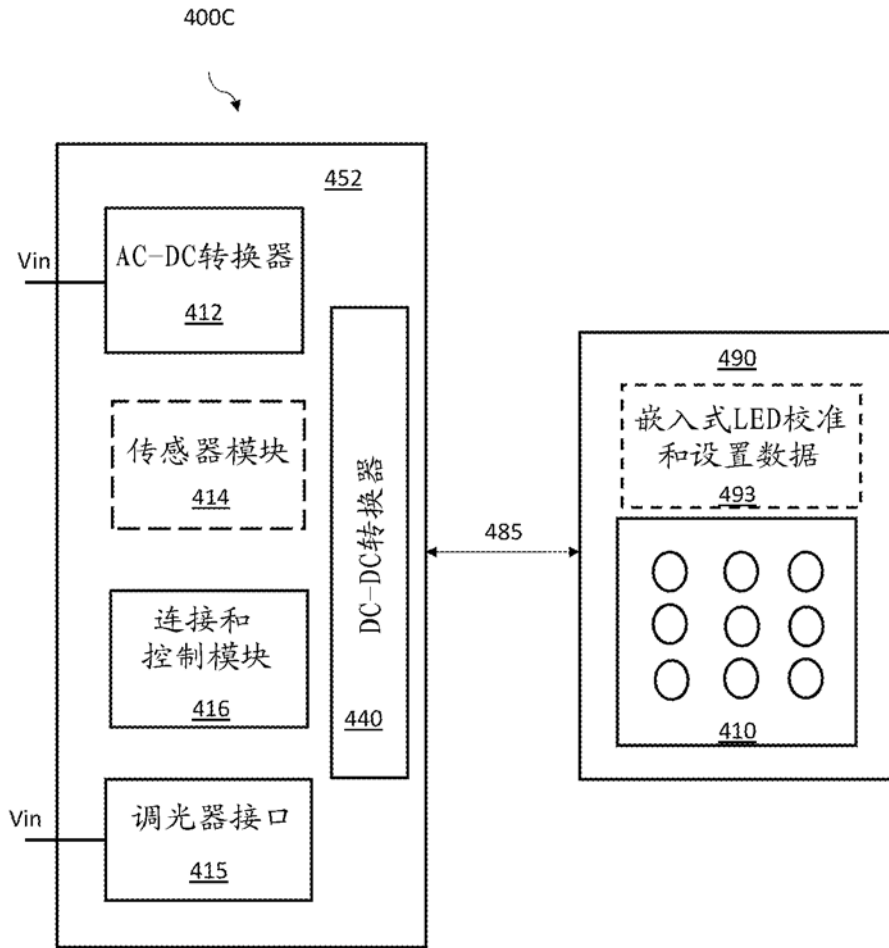 400C
452
AC-DC转换器
412
Vin
传感器模块
414
连接和
控制模块
416
调光器接口
415
Vin
DC-DC转换器
440
485
490
嵌入式LED校准
和设置数据
493
410